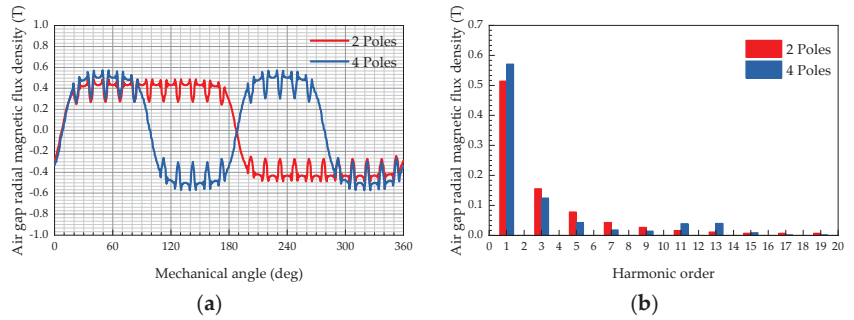 (a)
Air gap radial magnetic flux density (T)
1.0
0.8
0.6
0.4
0.2
0.0
-0.2
-0.4
-0.6
-0.8
-1.0
2 Poles
4 Poles
0 60 120 180 240 300 360
Mechanical angle (deg)
(a)
(b)
Air gap radial magnetic flux density (T)
0.7
0.6
0.5
0.4
0.3
0.2
0.1
0.0
2 Poles
4 Poles
0 1 2 3 4 5 6 7 8 9 10 11 12 13 14 15 16 17 18 19 20
Harmonic order
(b)